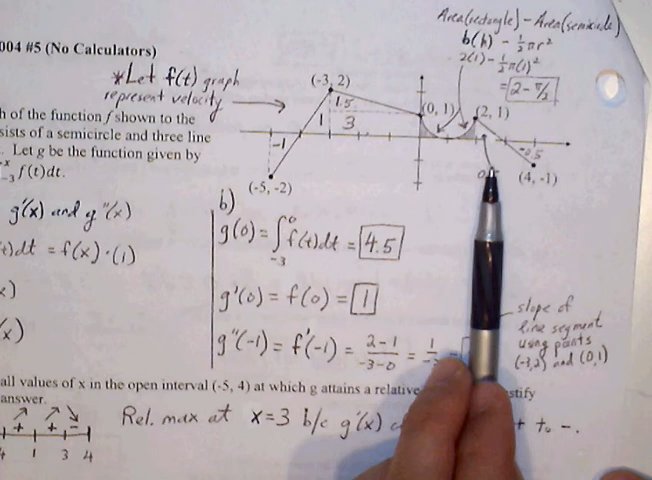 Area(rectangle) - Area(semicircle)
b(h) - ½πr²
2(1) - ½π(1)²
= 2 - π/2
004 #5 (No Calculators)
*Let f(t) graph
represent velocity
(-3, 2)
1.5
1
3
(0, 1)
(2, 1)
-1
(4, -1)
(-5, -2)
h of the function f shown to the
sists of a semicircle and three line
. Let g be the function given by
f(t)dt.
-3
g'(x) and g''(x)
t)dt = f(x)·(1)
x)
(x)
b)
g(0) = ∫₋₃⁰ f(t)dt = 4.5
g'(0) = f(0) = 1
g''(-1) = f'(-1) = 2-1/-3-0 =
slope of
line segment
using points
(-3,2) and (0,1)
all values of x in the open interval (-5, 4) at which g attains a relative
answer.
Rel. max at x=3 b/c g'(x)
+ to -.
+ + -
1 3 4